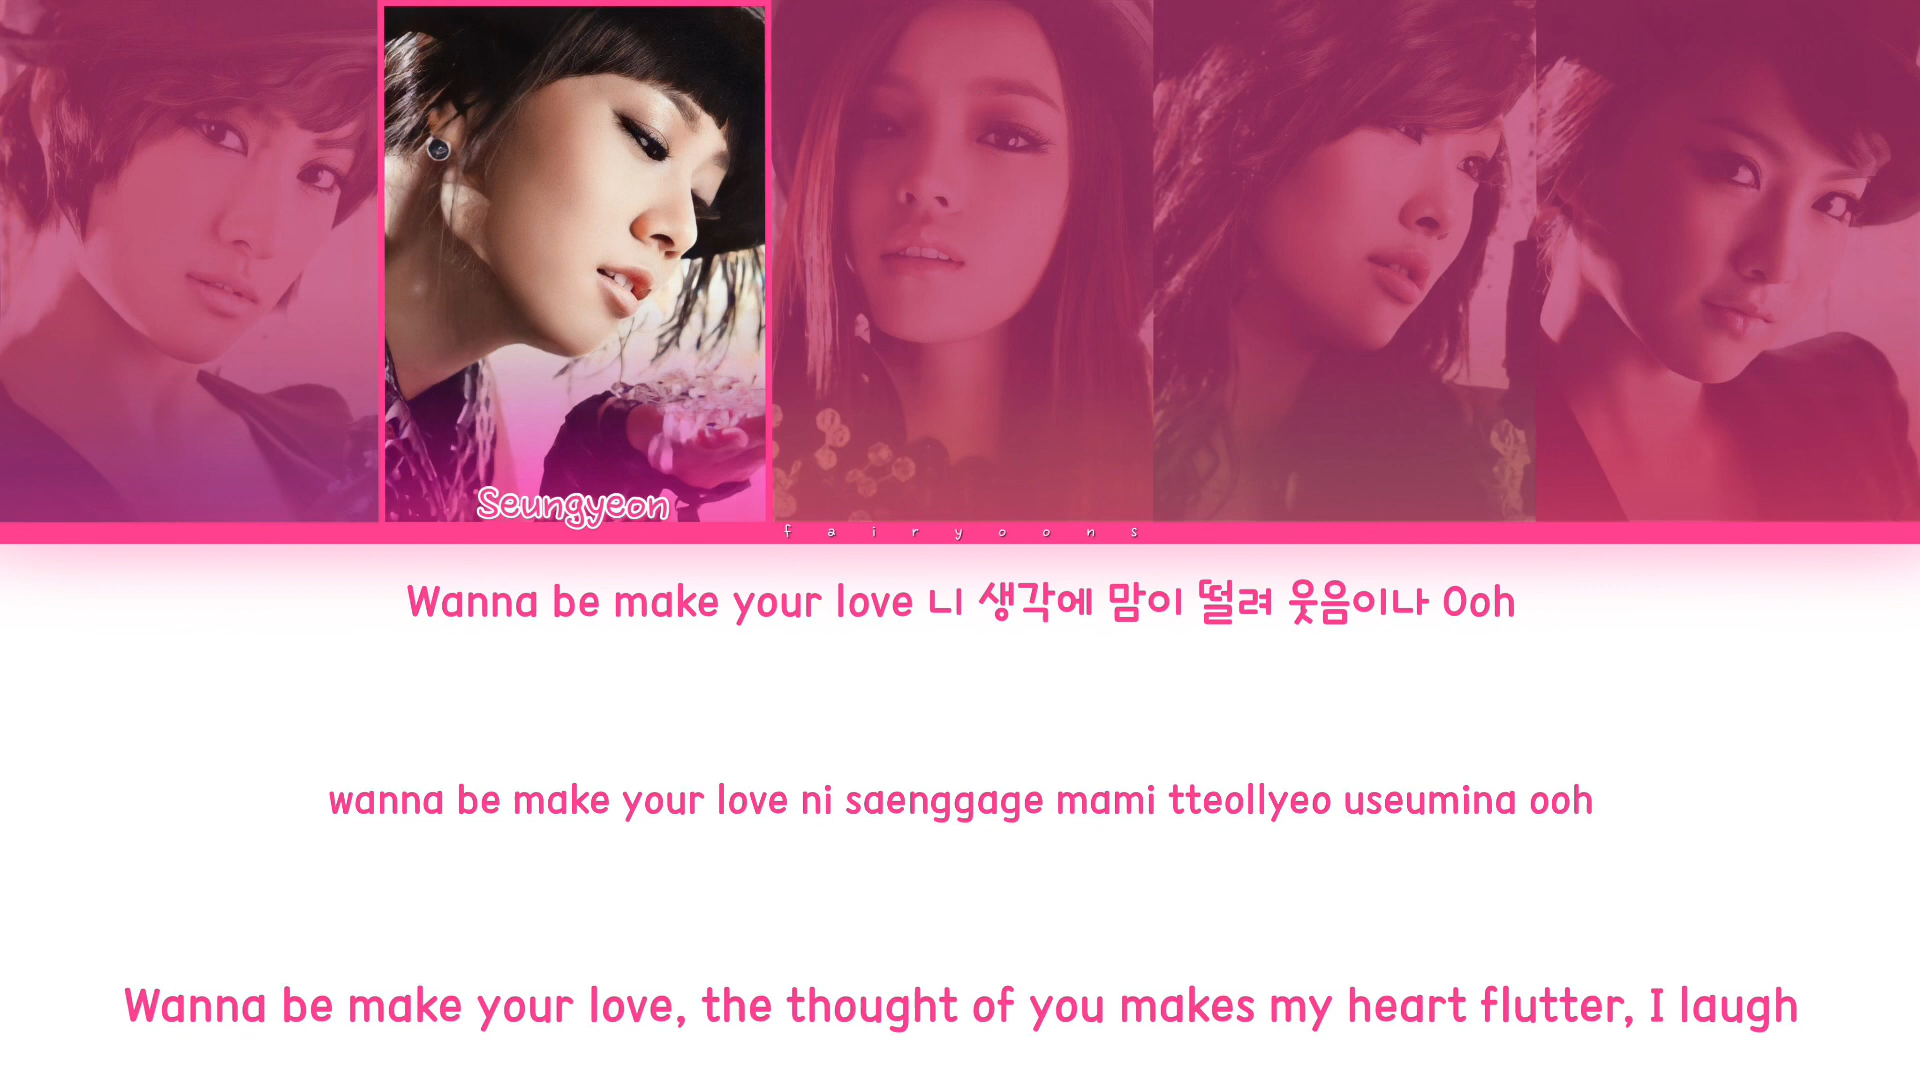 Seungyeon
fairyoons
Wanna be make your love 니 생각에 맘이 떨려 웃음이나 Ooh
wanna be make your love ni saenggage mami tteollyeo useumina ooh
Wanna be make your love, the thought of you makes my heart flutter, I laugh